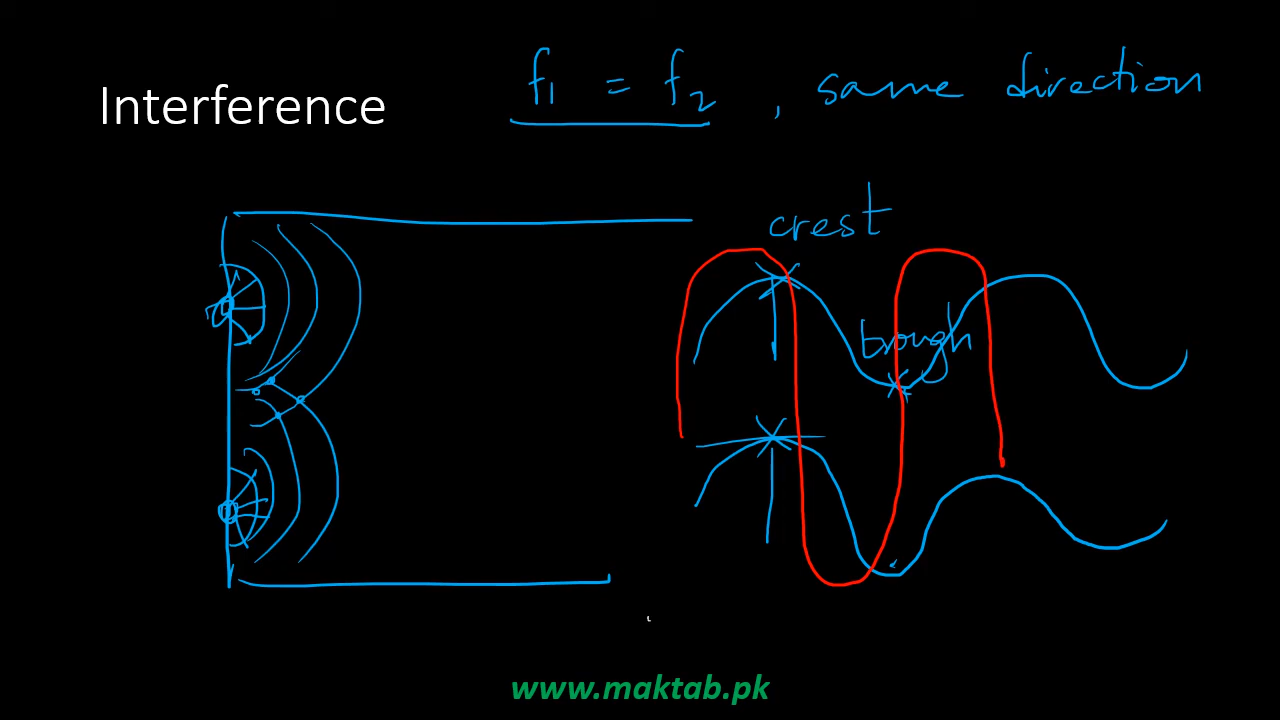 f1 = f2 , same direction
Interference
crest
trough
www.maktab.pk